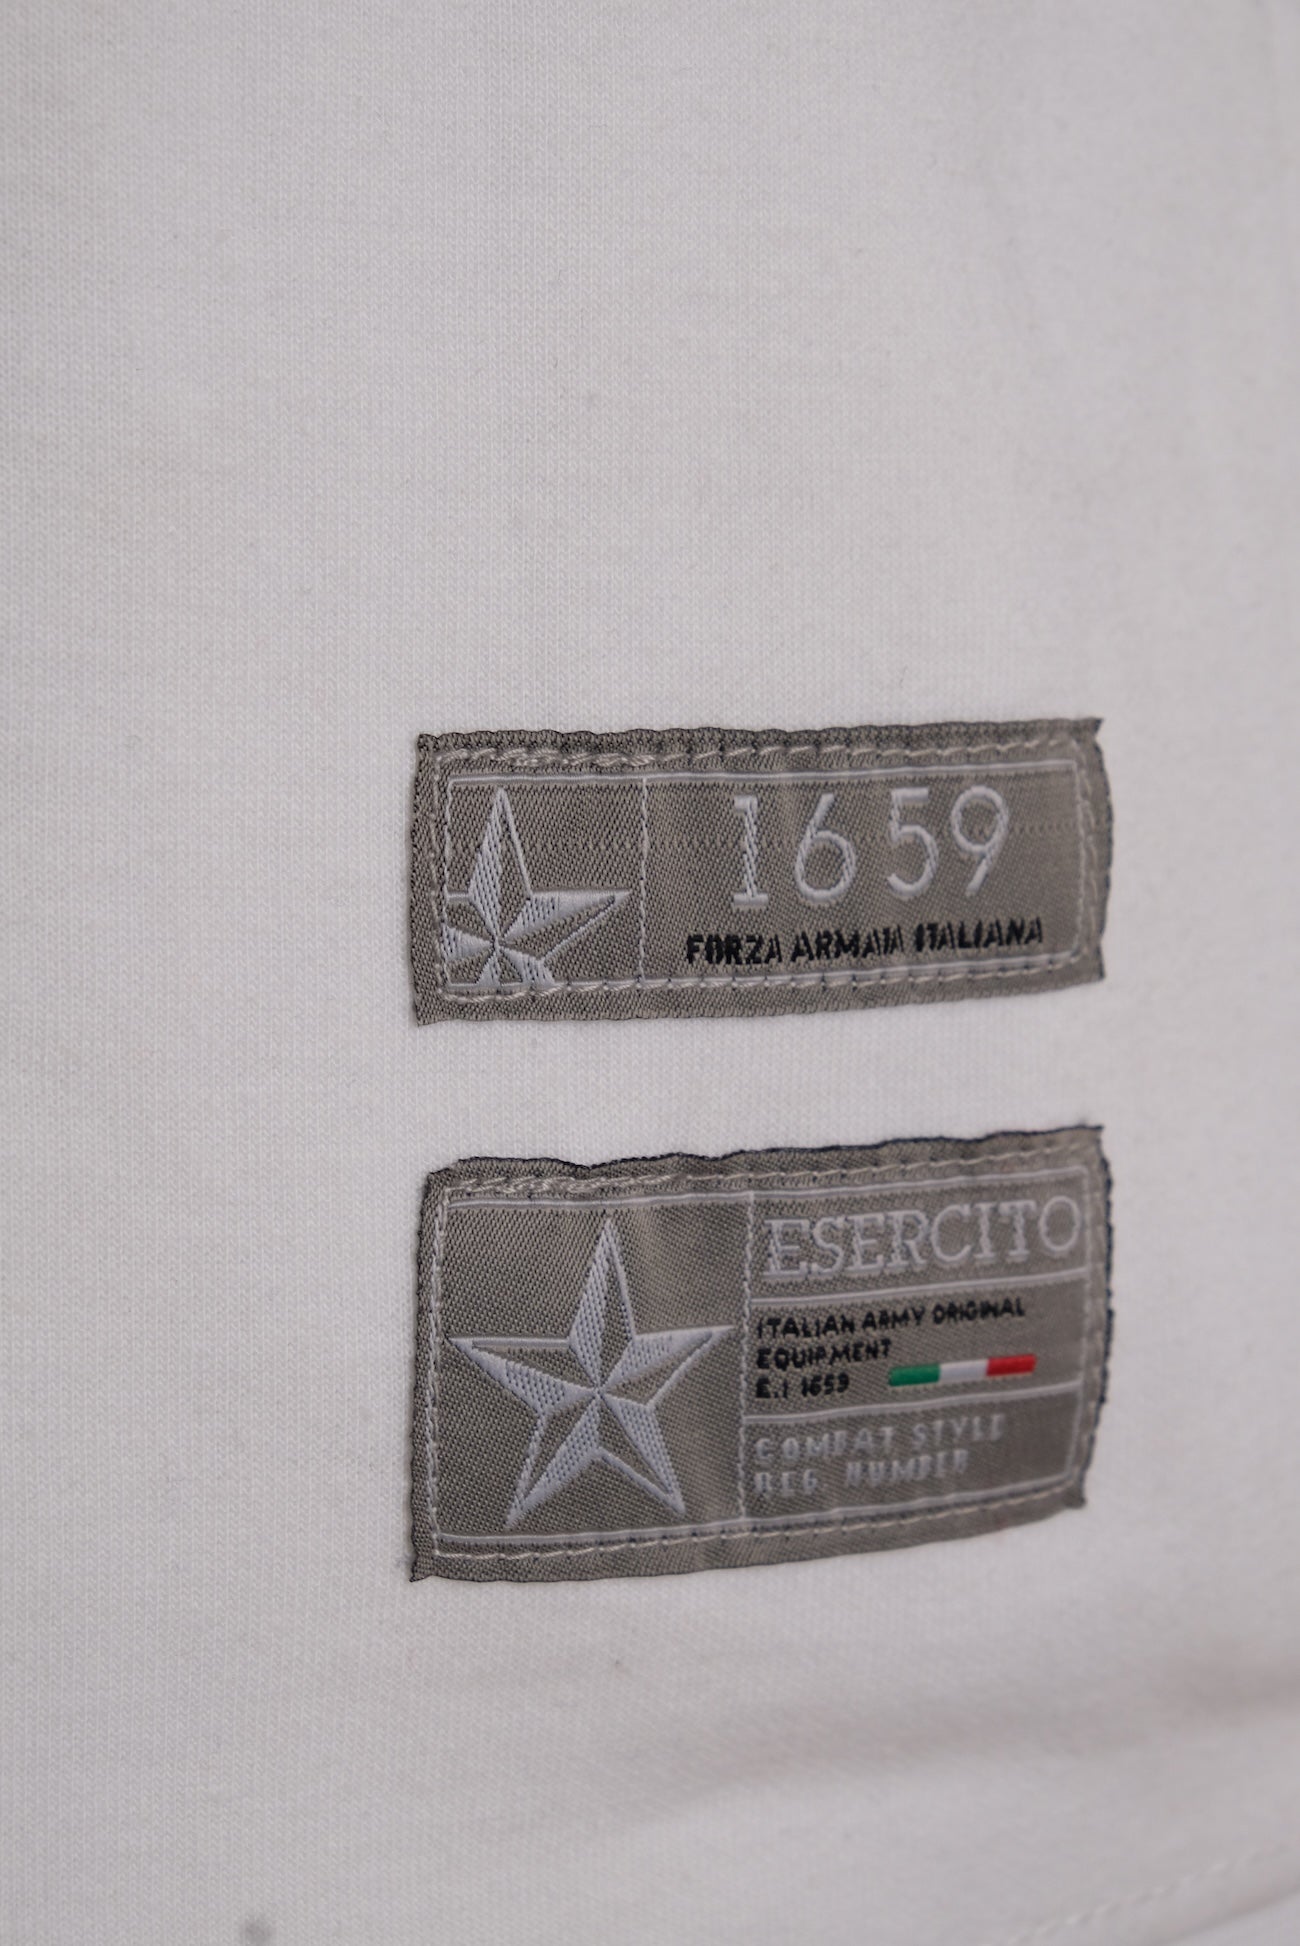 1659
FORZA ARMATA ITALIANA
ESERCITO
ITALIAN ARMY ORIGINAL
EQUIPMENT
E.I 1659
COMBAT STYLE
REG. NUMBER